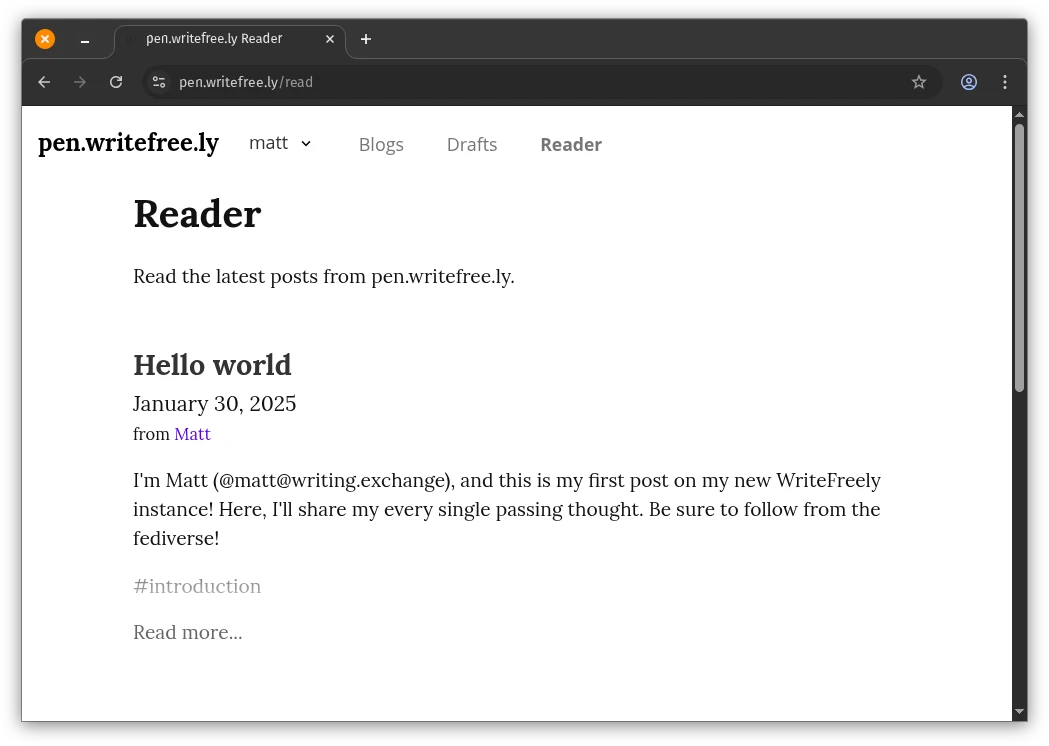 pen.writefree.ly Reader
pen.writefree.ly/read
pen.writefree.ly matt Blogs Drafts Reader
Reader
Read the latest posts from pen.writefree.ly.
Hello world
January 30, 2025
from Matt
I'm Matt (@matt@writing.exchange), and this is my first post on my new WriteFreely
instance! Here, I'll share my every single passing thought. Be sure to follow from the
fediverse!
#introduction
Read more...